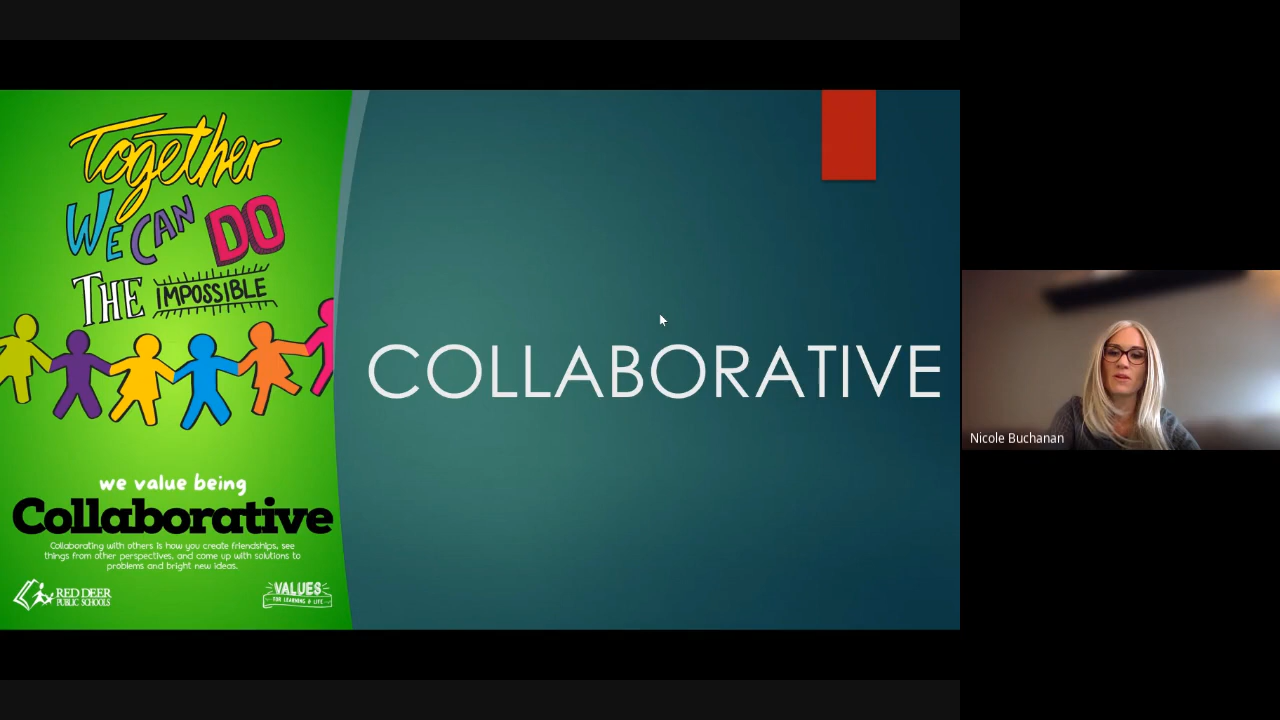 Together
WE CAN DO
THE IMPOSSIBLE
we value being
Collaborative
Collaborating with others is how you create friendships, see
things from other perspectives, and come up with solutions to
problems and bright new ideas.
RED DEER
PUBLIC SCHOOLS
VALUES
FOR LEARNING & LIFE
COLLABORATIVE
Nicole Buchanan